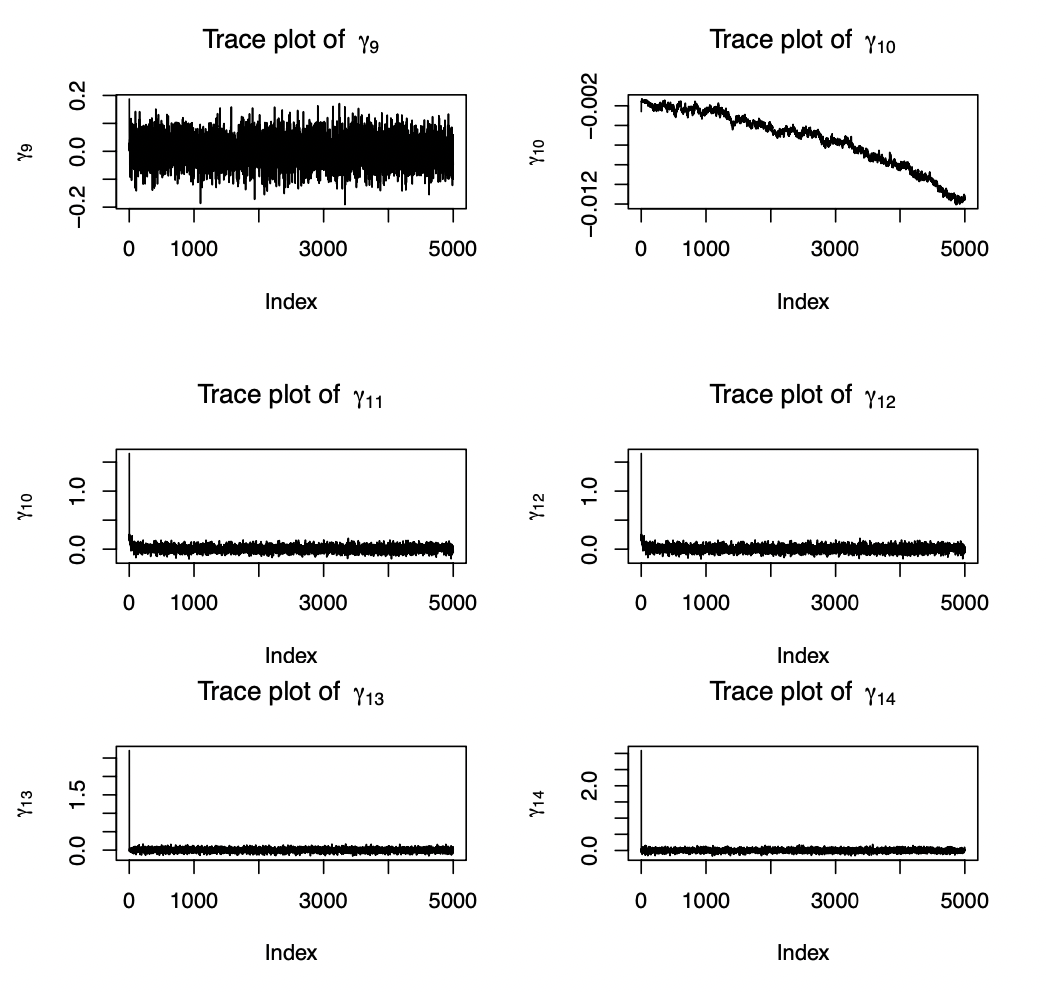 Trace plot of γ9
γ9
−0.2 0.0 0.2
0 1000 3000 5000
Index
Trace plot of γ10
γ10
−0.012 −0.002
0 1000 3000 5000
Index
Trace plot of γ11
γ10
0.0 1.0
0 1000 3000 5000
Index
Trace plot of γ12
γ12
0.0 1.0
0 1000 3000 5000
Index
Trace plot of γ13
γ13
0.0 1.5
0 1000 3000 5000
Index
Trace plot of γ14
γ14
0.0 2.0
0 1000 3000 5000
Index